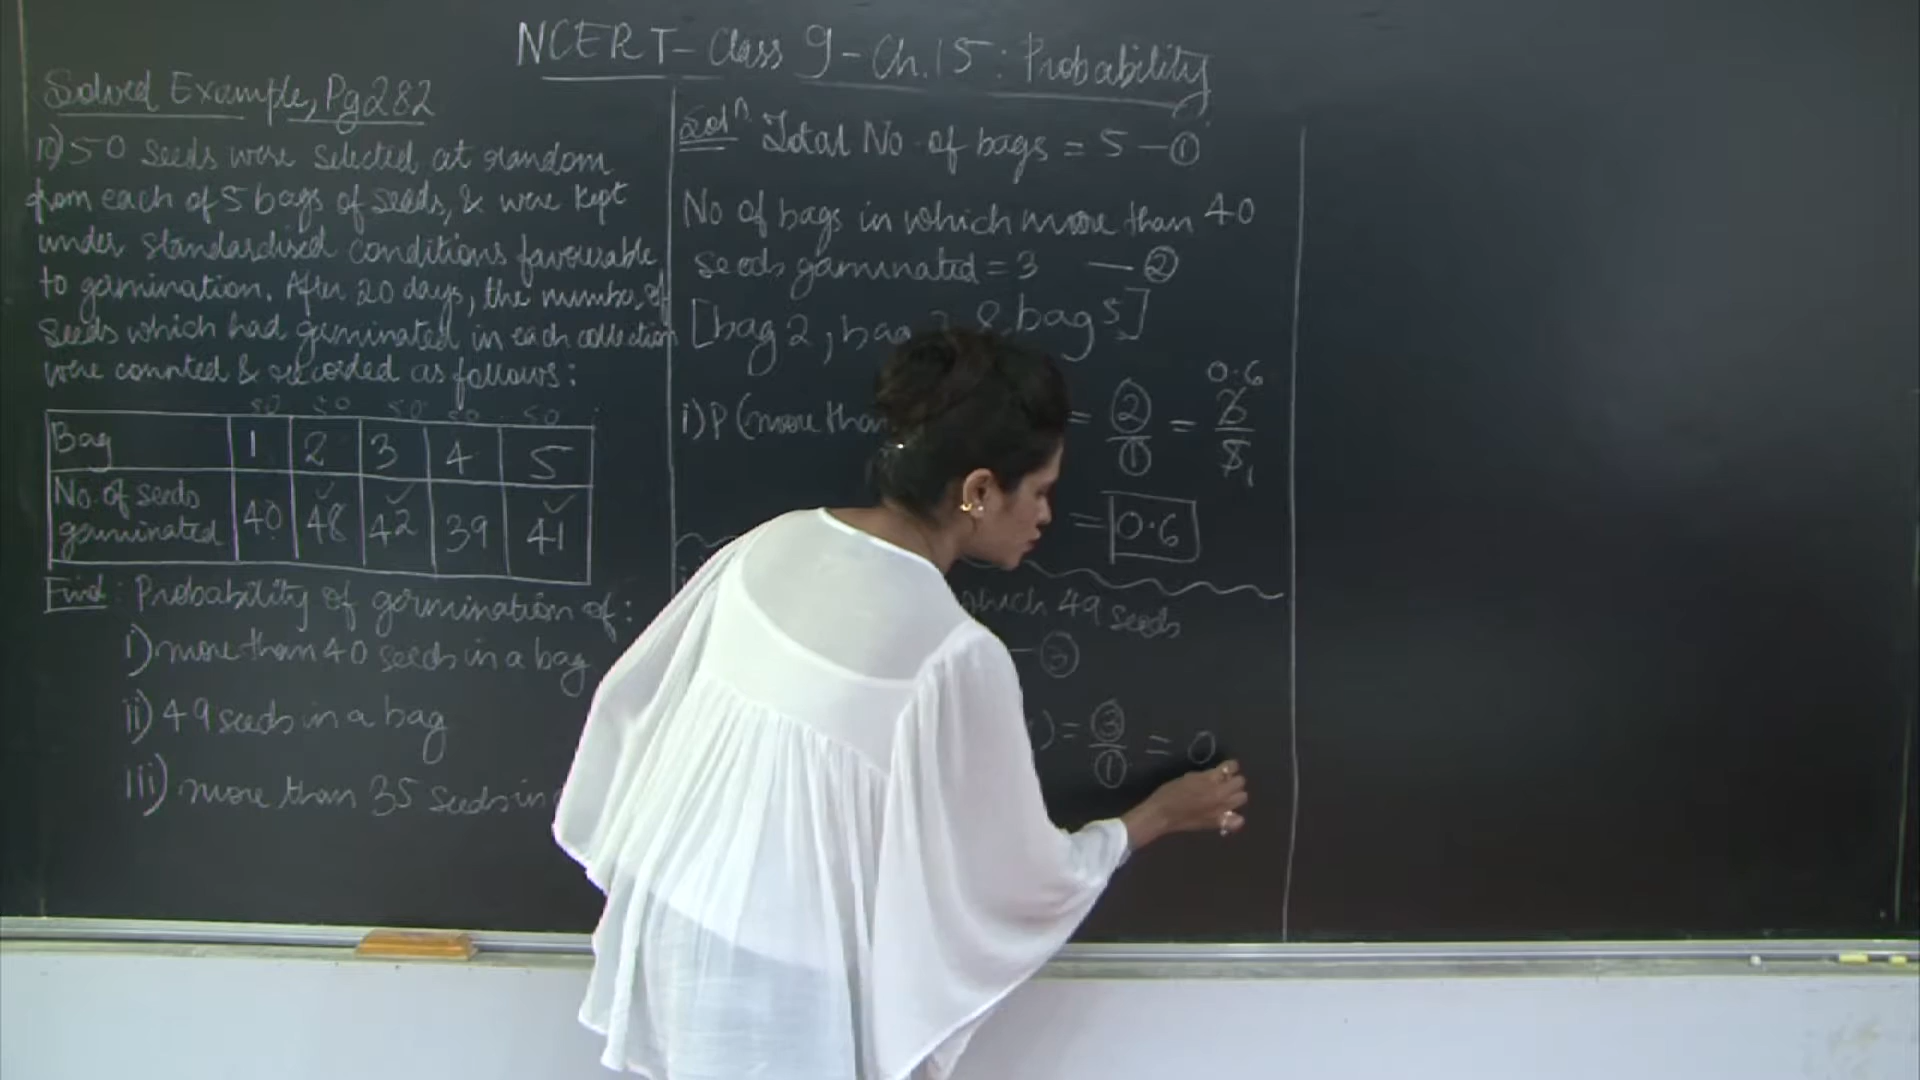 NCERT - Class 9 - Ch.15 : Probability
Solved Example, Pg 282
10) 50 seeds were selected at random
from each of 5 bags of seeds, & were kept
under standardised conditions favourable
to germination. After 20 days, the number of
seeds which had germinated in each collection
were counted & recorded as follows:
50 50 50 50 50
Bag 1 2 3 4 5
No. of seeds
germinated 40 48 42 39 41
Find: Probability of germination of:
i) more than 40 seeds in a bag
ii) 49 seeds in a bag
iii) more than 35 seeds in
Solⁿ Total No. of bags = 5 — ①
No of bags in which more than 40
seeds germinated = 3 — ②
[bag 2, bag & bag 5]
0.6
i) P (more than = ②/① = 3/5
1
= 0.6
which 49 seeds
— ③
) = ③/① = 0